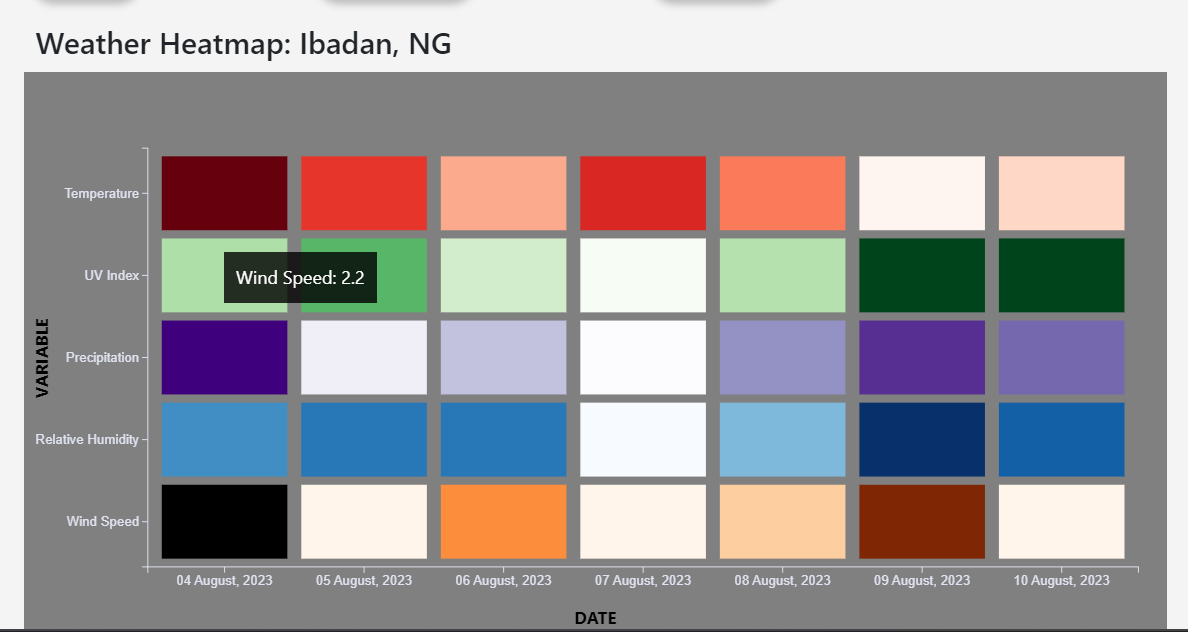 Weather Heatmap: Ibadan, NG
Temperature
UV Index
Wind Speed: 2.2
VARIABLE
Precipitation
Relative Humidity
Wind Speed
04 August, 2023
05 August, 2023
06 August, 2023
07 August, 2023
08 August, 2023
09 August, 2023
10 August, 2023
DATE